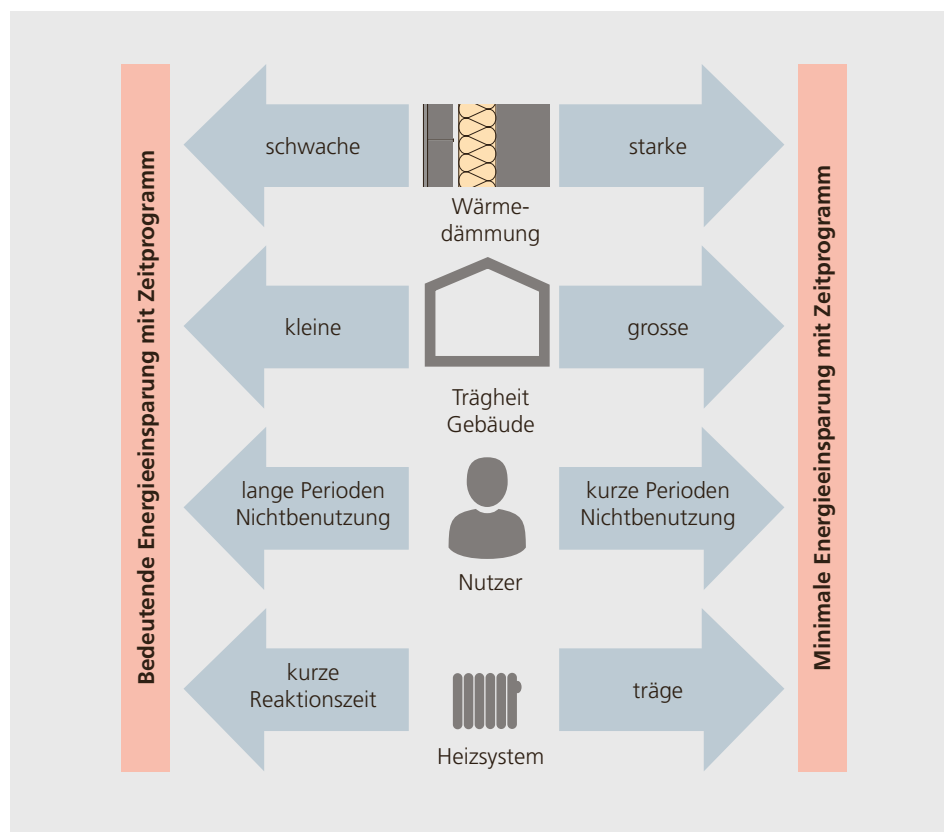 Bedeutende Energieeinsparung mit Zeitprogramm
schwache
starke
Wärme-
dämmung
kleine
grosse
Trägheit
Gebäude
lange Perioden
Nichtbenutzung
kurze Perioden
Nichtbenutzung
Nutzer
kurze
Reaktionszeit
träge
Heizsystem
Minimale Energieeinsparung mit Zeitprogramm